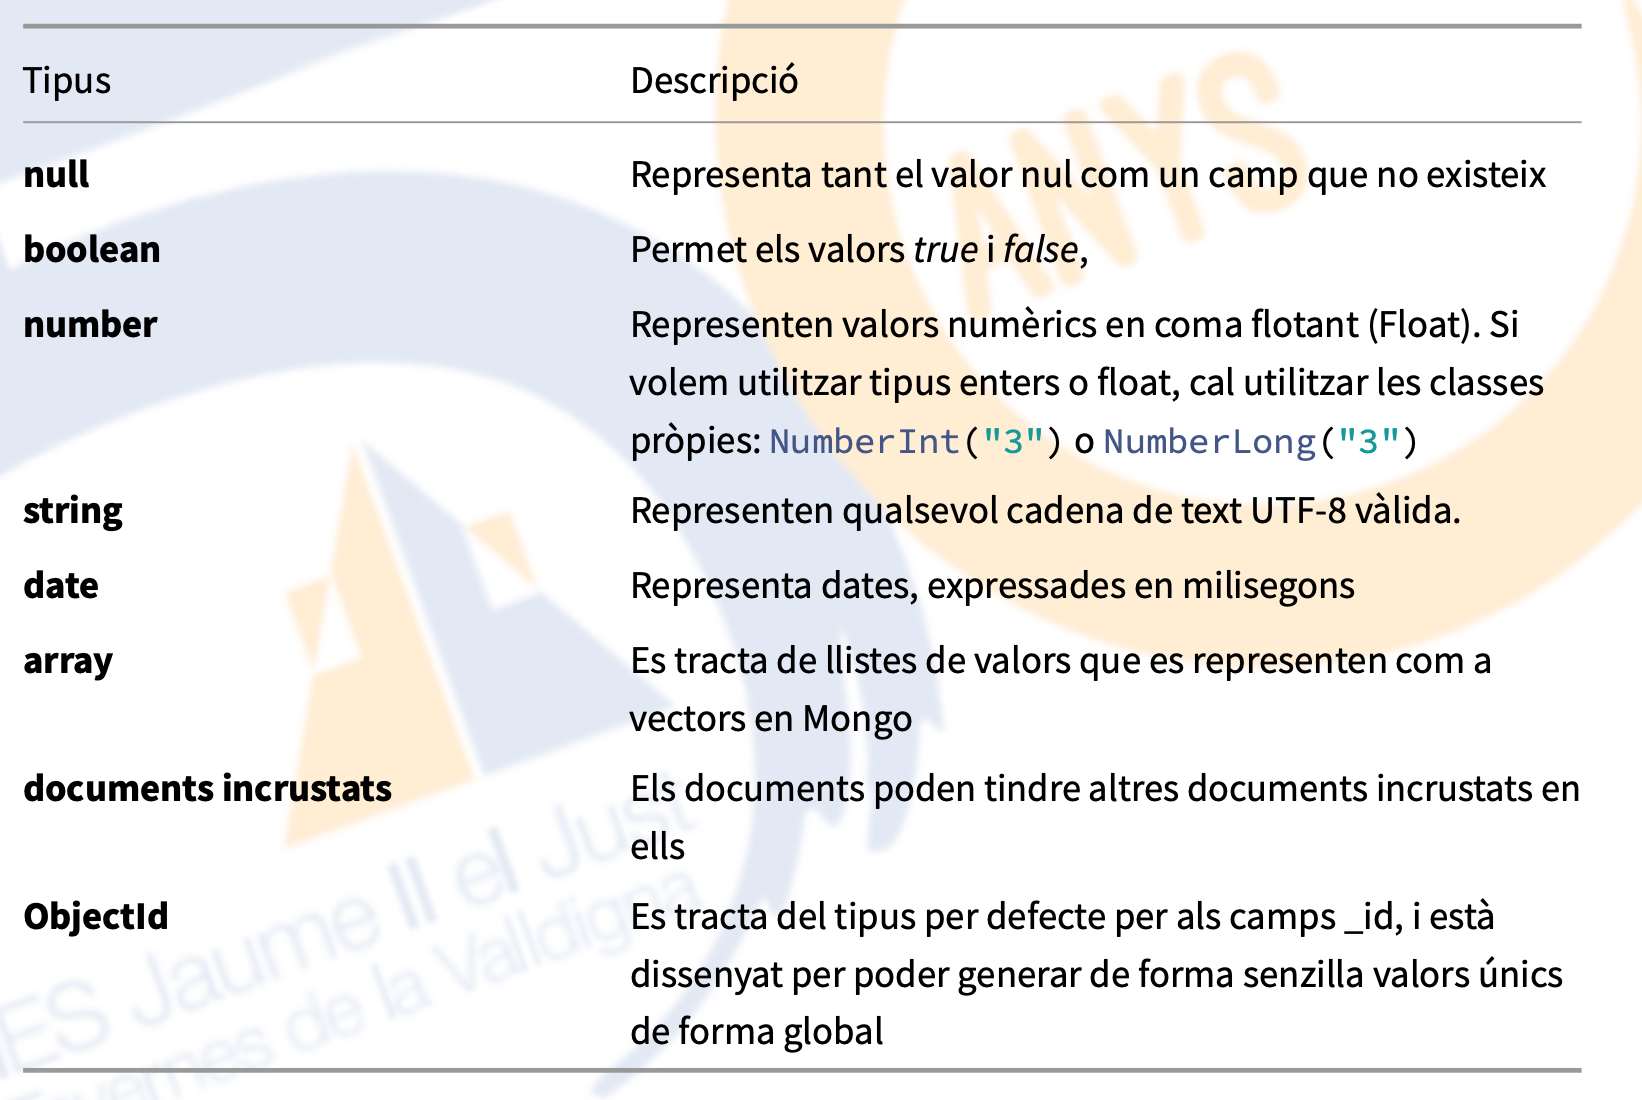 Tipus Descripció
null Representa tant el valor nul com un camp que no existeix
boolean Permet els valors true i false,
number Representen valors numèrics en coma flotant (Float). Si
volem utilitzar tipus enters o float, cal utilitzar les classes
pròpies: NumberInt("3") o NumberLong("3")
string Representen qualsevol cadena de text UTF-8 vàlida.
date Representa dates, expressades en milisegons
array Es tracta de llistes de valors que es representen com a
vectors en Mongo
documents incrustats Els documents poden tindre altres documents incrustats en
ells
ObjectId Es tracta del tipus per defecte per als camps _id, i està
dissenyat per poder generar de forma senzilla valors únics
de forma global
ANYS
IES Jaume II el Just
Tavernes de la Valldigna